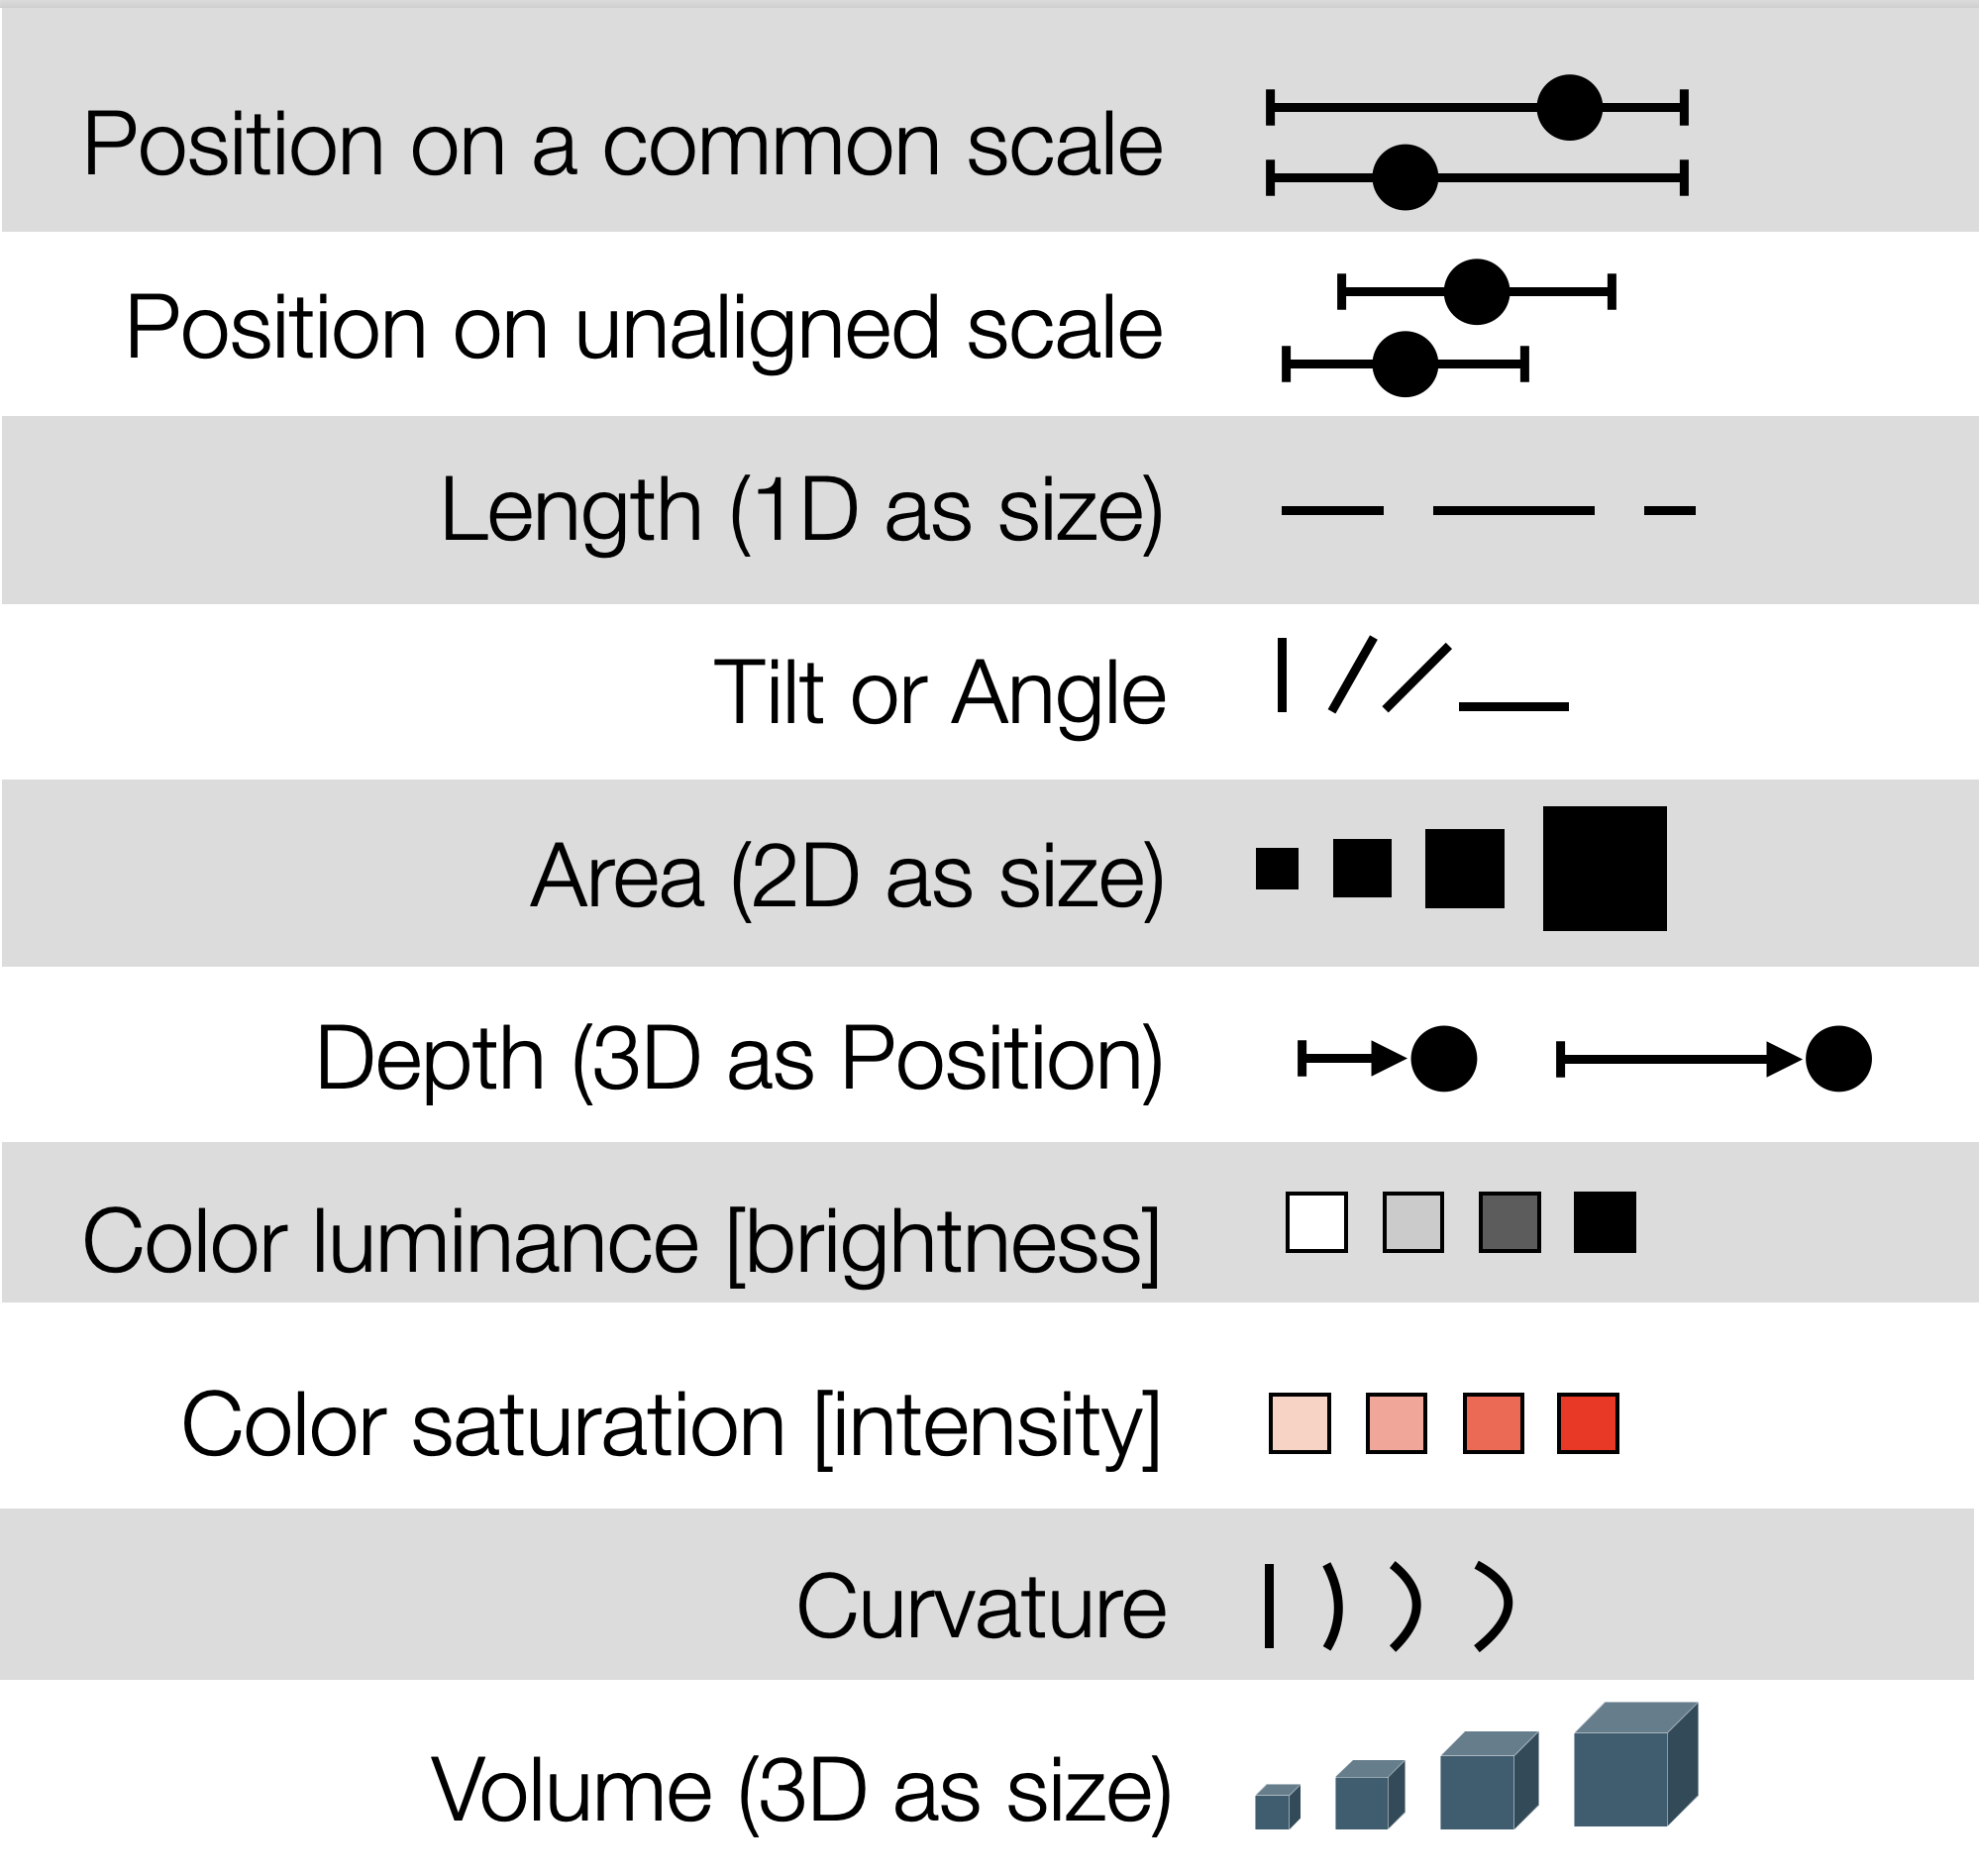 Position on a common scale
Position on unaligned scale
Length (1D as size)
Tilt or Angle
Area (2D as size)
Depth (3D as Position)
Color luminance [brightness]
Color saturation [intensity]
Curvature
Volume (3D as size)